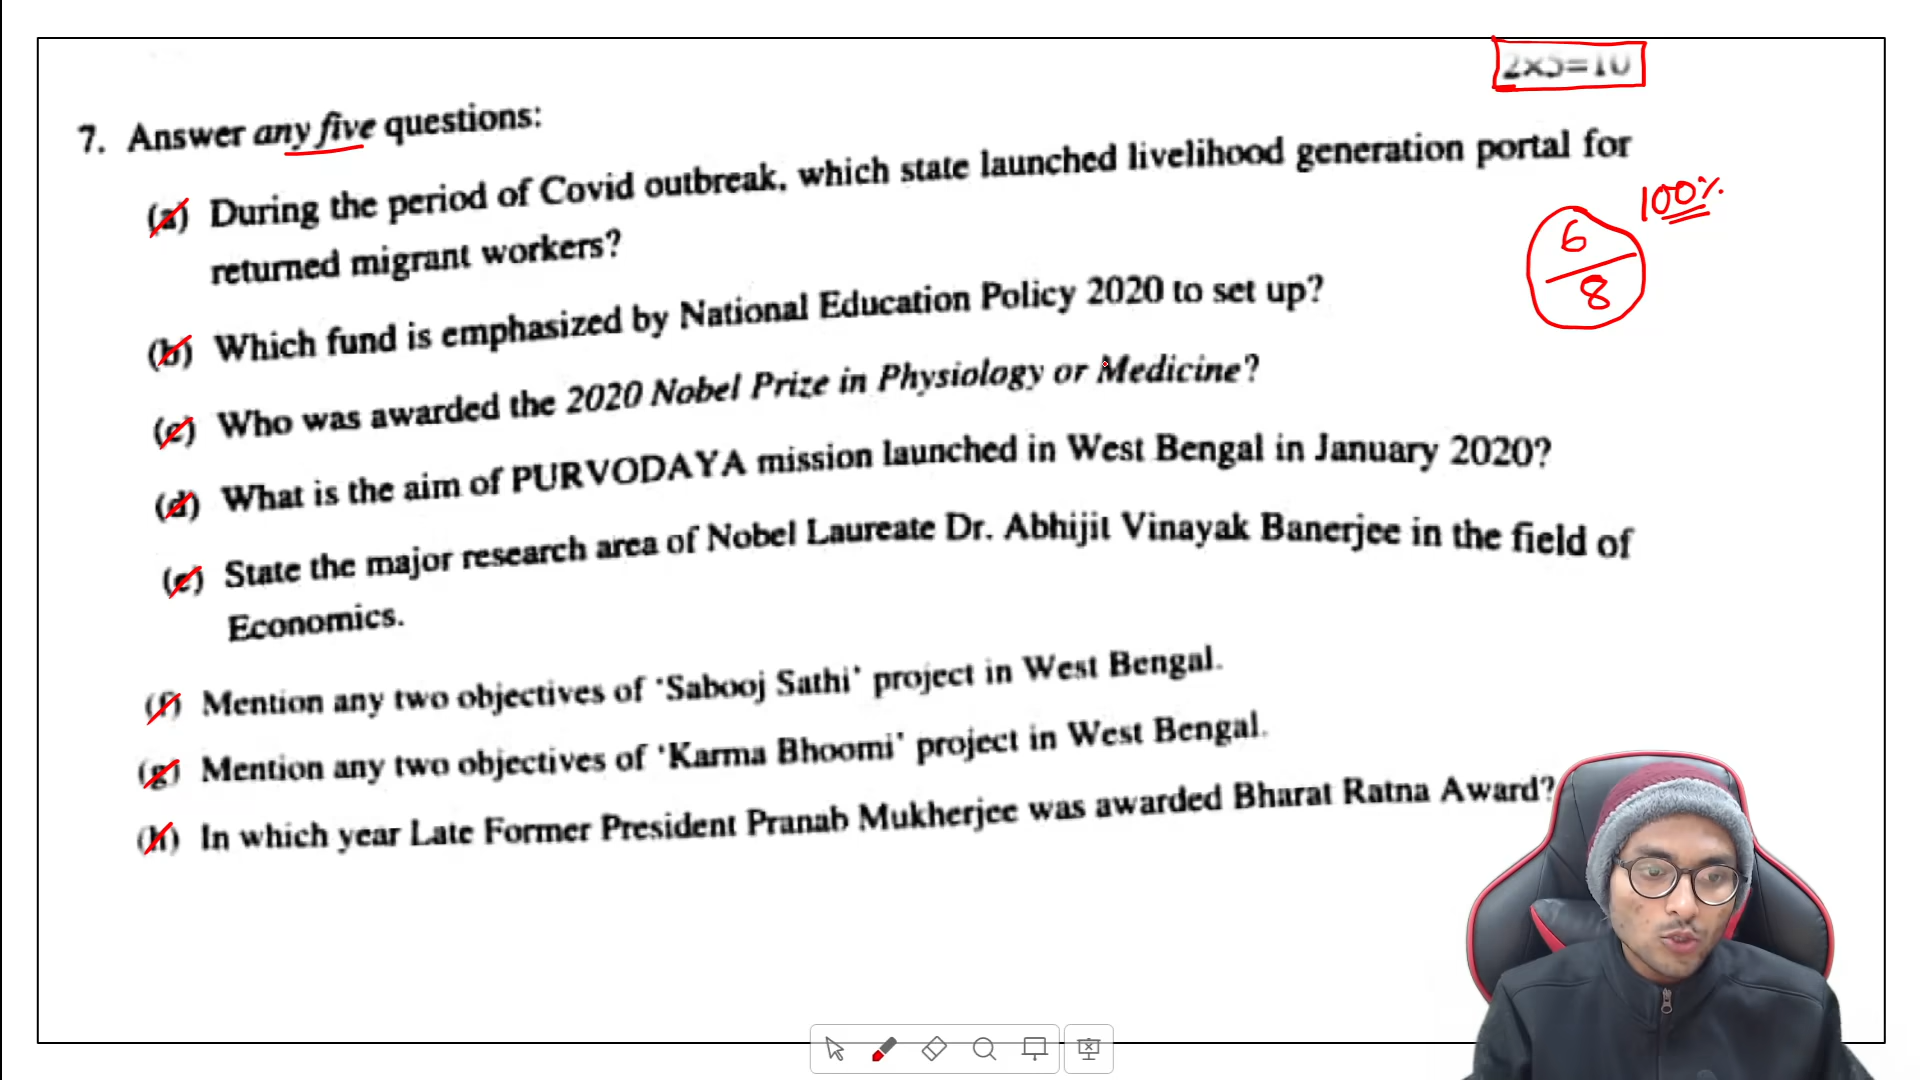 2×5=10
7. Answer any five questions:
(a) During the period of Covid outbreak, which state launched livelihood generation portal for
returned migrant workers?
100%
6
8
(b) Which fund is emphasized by National Education Policy 2020 to set up?
(c) Who was awarded the 2020 Nobel Prize in Physiology or Medicine?
(d) What is the aim of PURVODAYA mission launched in West Bengal in January 2020?
(e) State the major research area of Nobel Laureate Dr. Abhijit Vinayak Banerjee in the field of
Economics.
(f) Mention any two objectives of 'Sabooj Sathi' project in West Bengal.
(g) Mention any two objectives of 'Karma Bhoomi' project in West Bengal.
(h) In which year Late Former President Pranab Mukherjee was awarded Bharat Ratna Award?